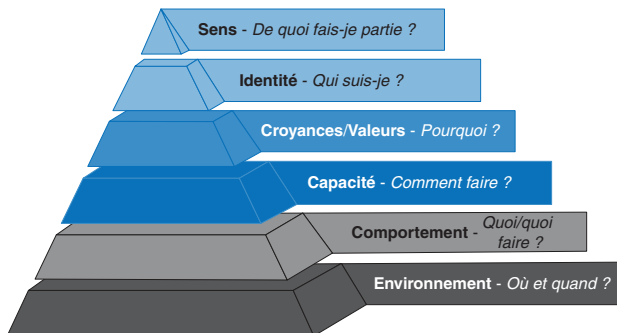 Sens - De quoi fais-je partie ?
Identité - Qui suis-je ?
Croyances/Valeurs - Pourquoi ?
Capacité - Comment faire ?
Comportement - Quoi/quoi
faire ?
Environnement - Où et quand ?